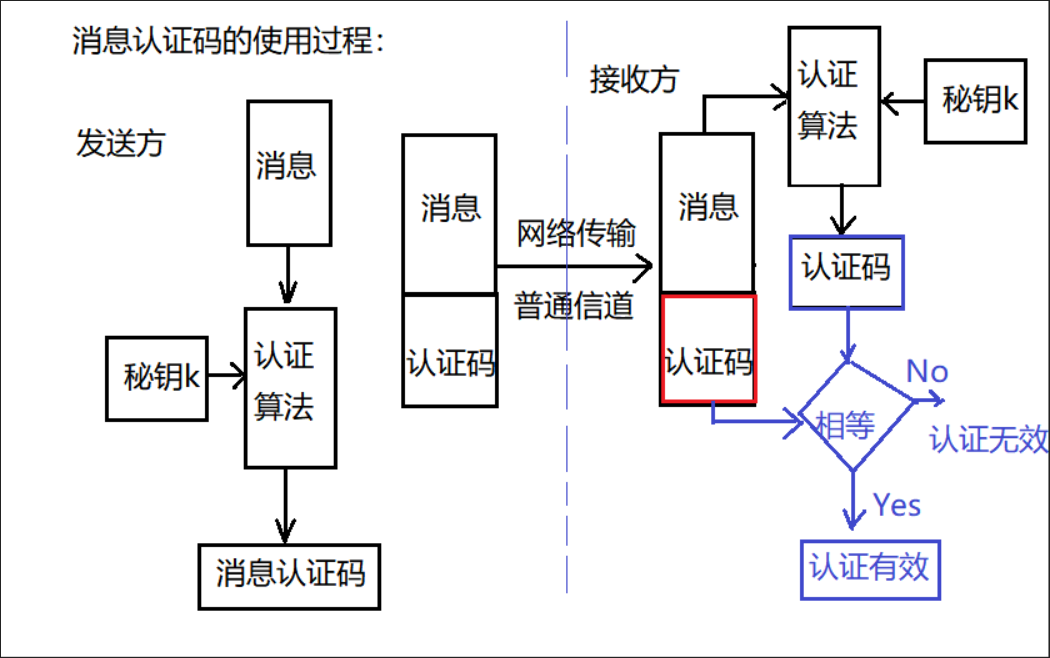 消息认证码的使用过程：
发送方
消息
秘钥k
认证
算法
消息认证码
消息
认证码
网络传输
普通信道
接收方
消息
认证码
认证
算法
秘钥k
认证码
相等
No
认证无效
Yes
认证有效